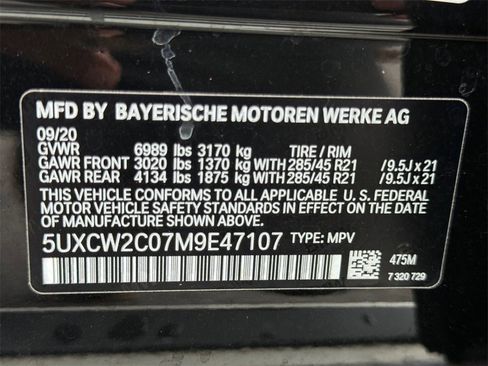 MFD BY BAYERISCHE MOTOREN WERKE AG
09/20
GVWR 6989 lbs 3170 kg TIRE / RIM
GAWR FRONT 3020 lbs 1370 kg WITH 285/45 R21 /9.5J x 21
GAWR REAR 4134 lbs 1875 kg WITH 285/45 R21 /9.5J x 21
THIS VEHICLE CONFORMS TO ALL APPLICABLE U. S. FEDERAL
MOTOR VEHICLE SAFETY STANDARDS IN EFFECT ON THE DATE OF
MANUFACTURE SHOWN ABOVE.
5UXCW2C07M9E47107 TYPE: MPV
475M
7 320 729